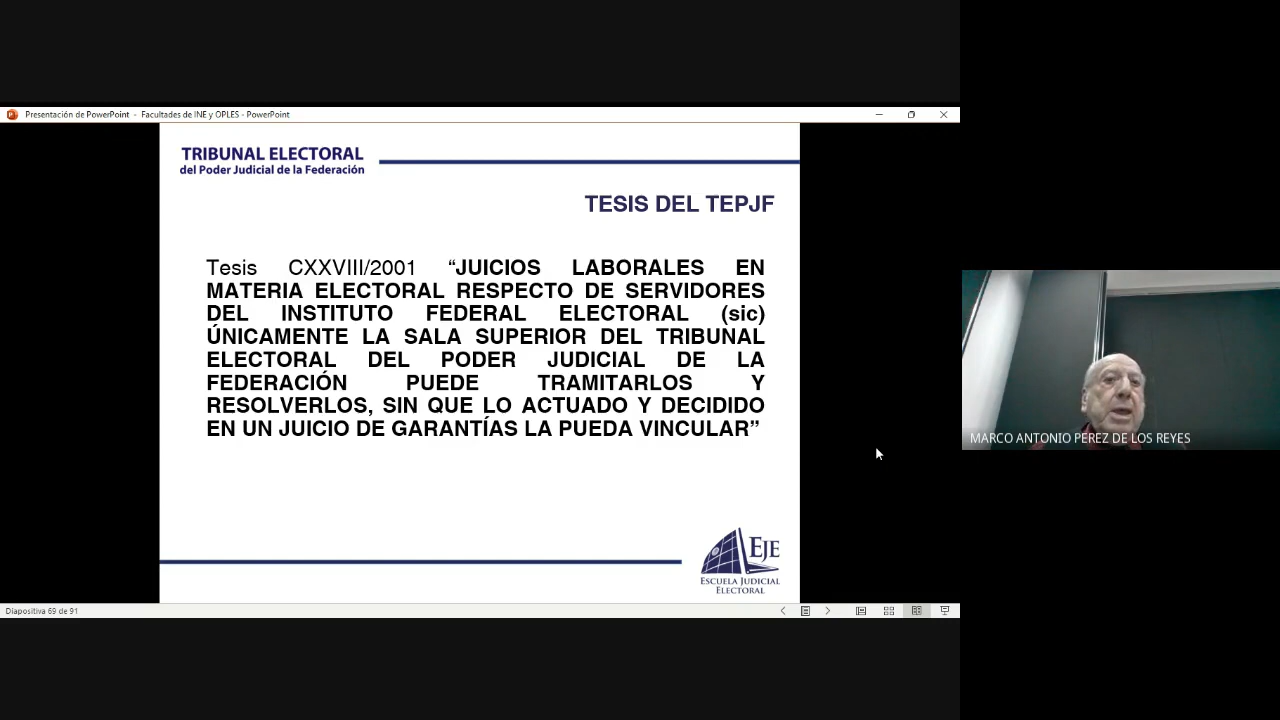 Presentación de PowerPoint - Facultades de INE y OPLES - PowerPoint
TRIBUNAL ELECTORAL
del Poder Judicial de la Federación
TESIS DEL TEPJF
Tesis CXXVIII/2001 “JUICIOS LABORALES EN
MATERIA ELECTORAL RESPECTO DE SERVIDORES
DEL INSTITUTO FEDERAL ELECTORAL (sic)
ÚNICAMENTE LA SALA SUPERIOR DEL TRIBUNAL
ELECTORAL DEL PODER JUDICIAL DE LA
FEDERACIÓN PUEDE TRAMITARLOS Y
RESOLVERLOS, SIN QUE LO ACTUADO Y DECIDIDO
EN UN JUICIO DE GARANTÍAS LA PUEDA VINCULAR”
EJE
ESCUELA JUDICIAL
ELECTORAL
Diapositiva 69 de 91
MARCO ANTONIO PEREZ DE LOS REYES